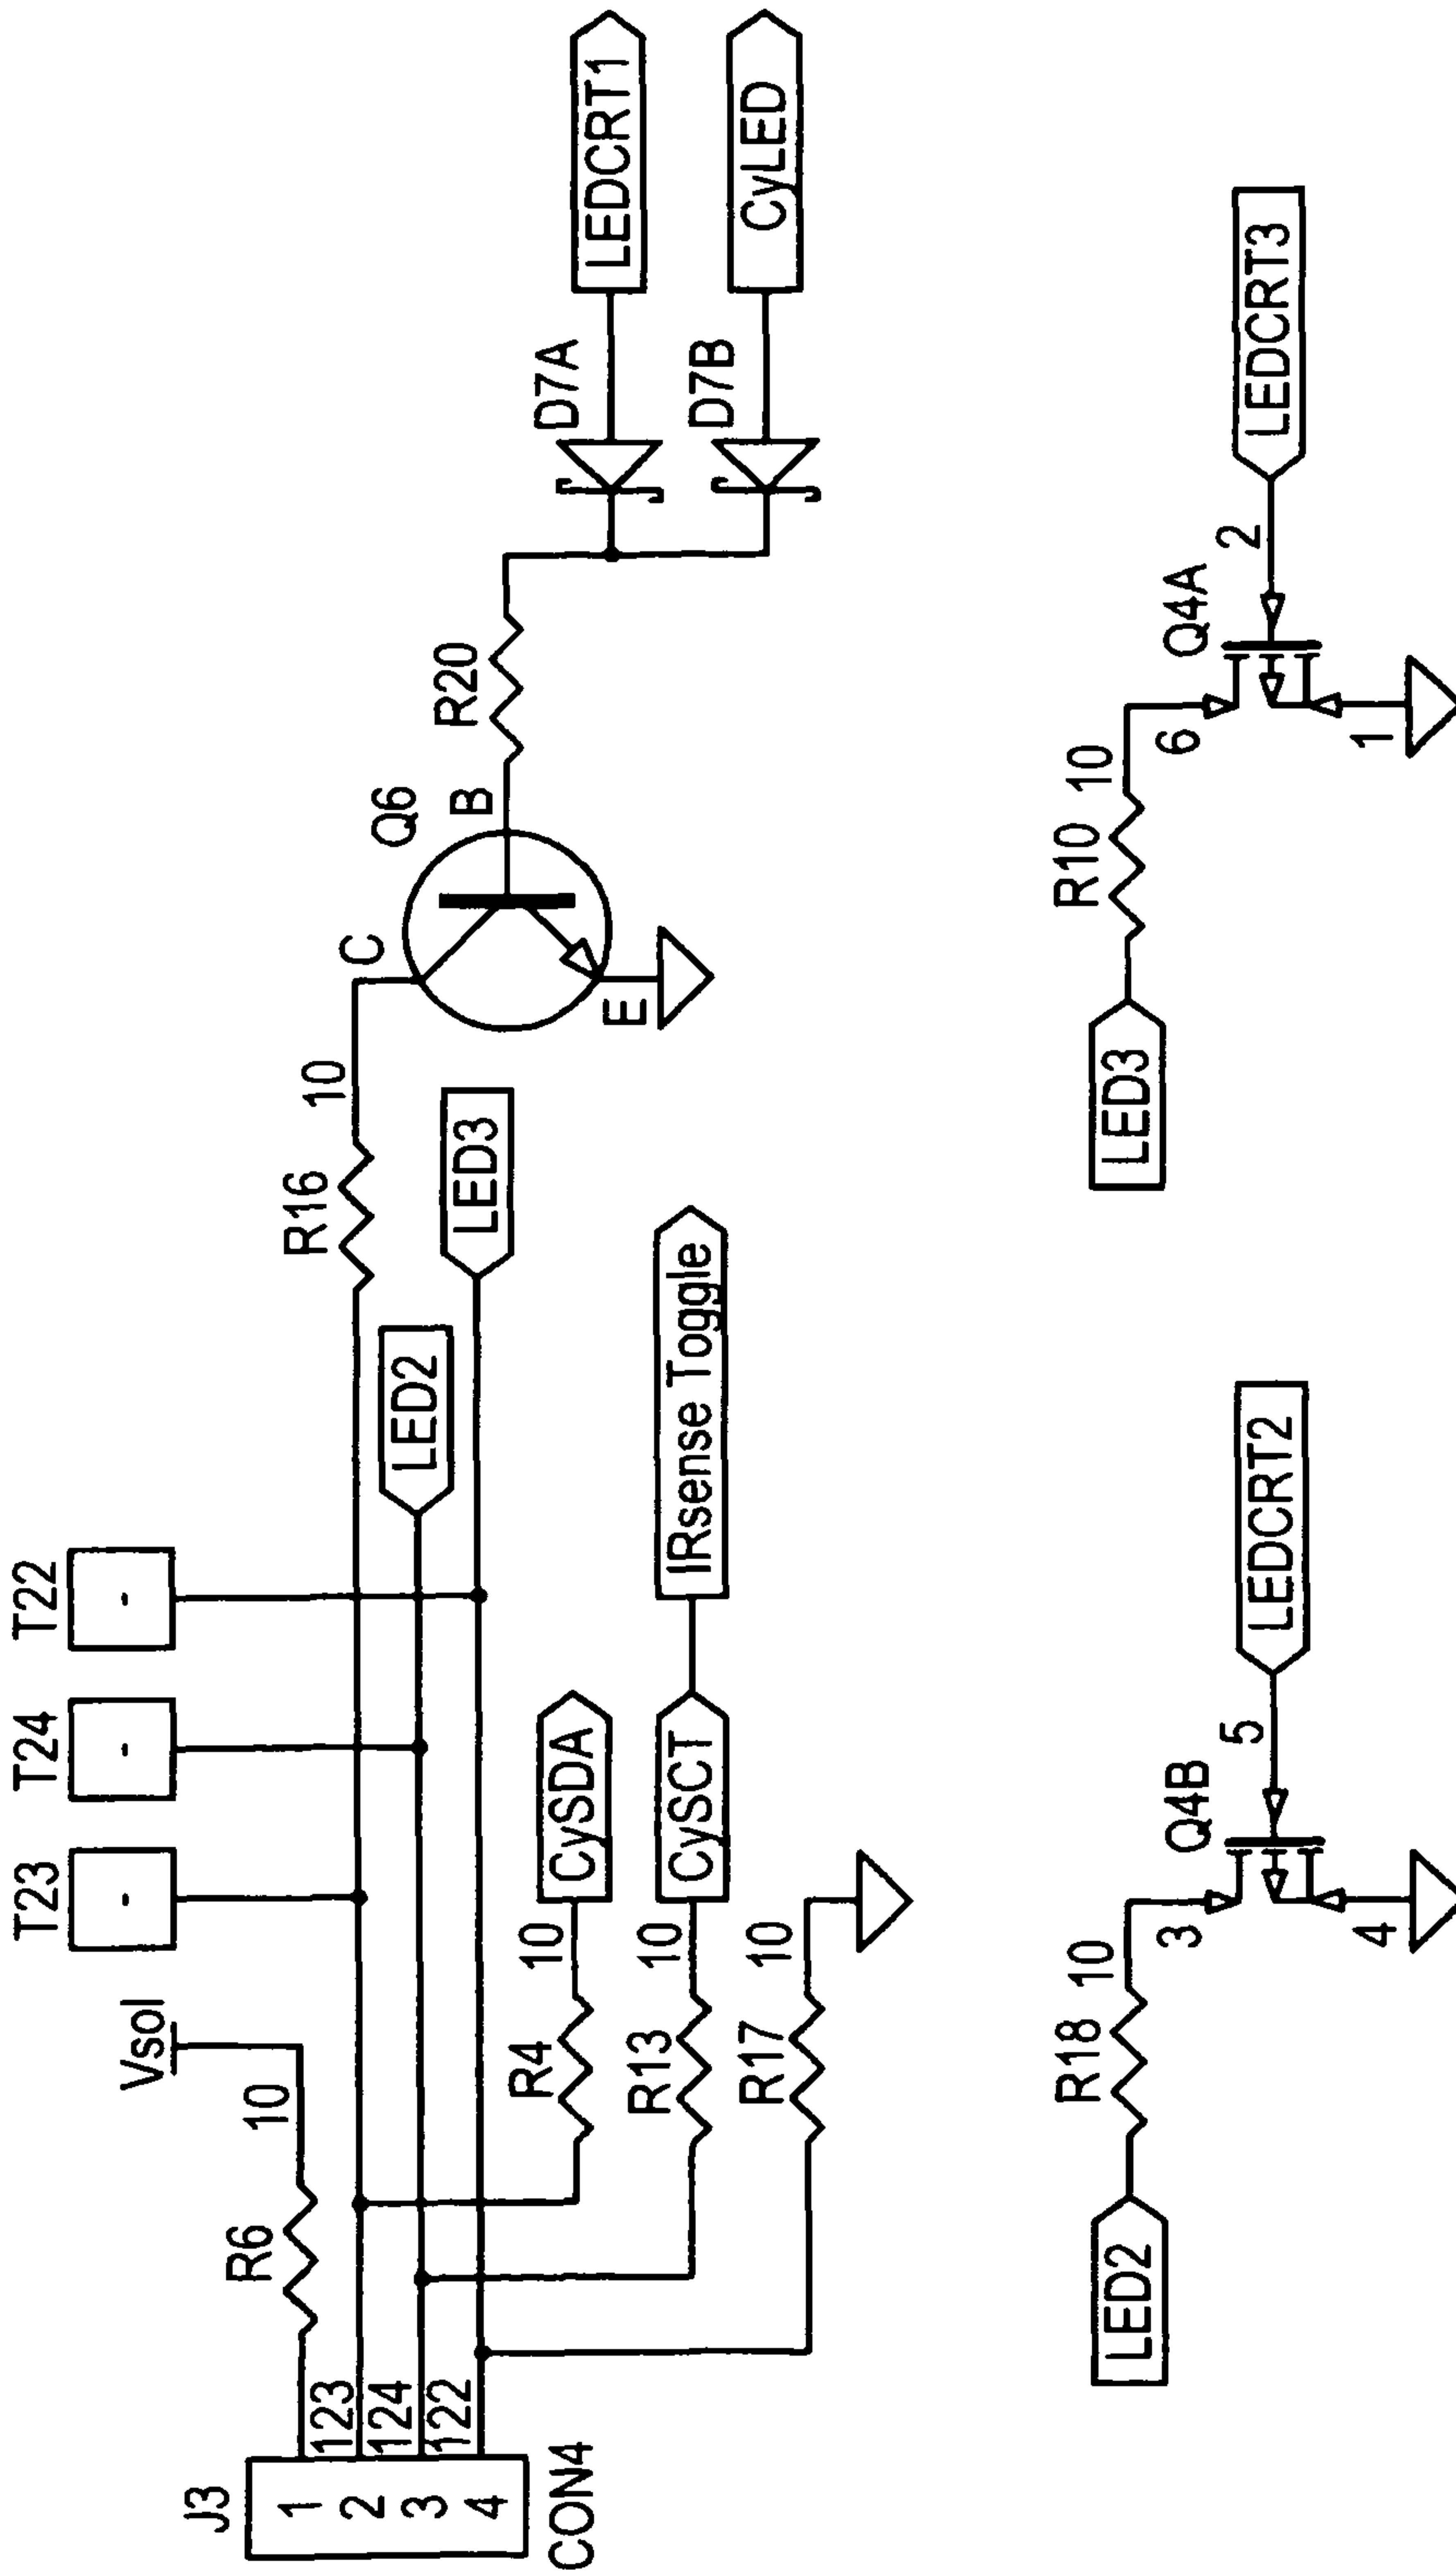 J3
1
2
3
4
CON4
123
124
122
R6
10
Vsol
T23
T24
T22
R4
10
CySDA
R13
10
CySCT
IRsense Toggle
R17
10
LED2
LED3
R16
10
C
Q6
B
E
R20
D7A
LEDCRT1
D7B
CyLED
LED2
R18
10
3
Q4B
5
4
LEDCRT2
LED3
R10
10
6
Q4A
2
1
LEDCRT3